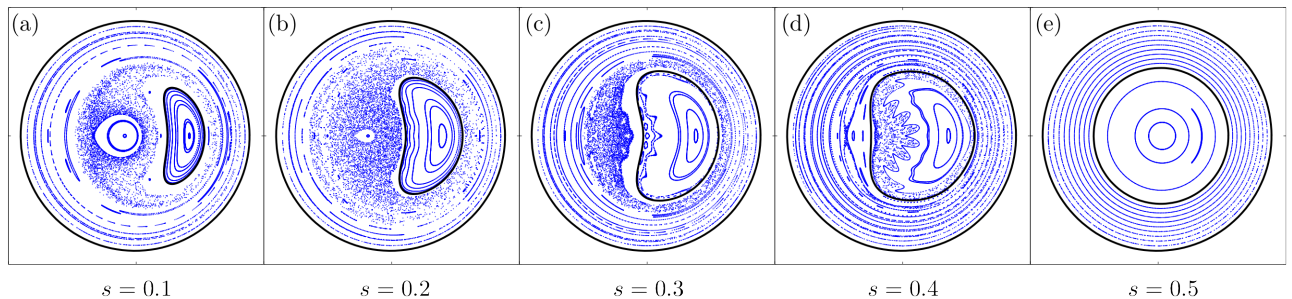 (a) (b) (c) (d) (e)
s = 0.1 s = 0.2 s = 0.3 s = 0.4 s = 0.5